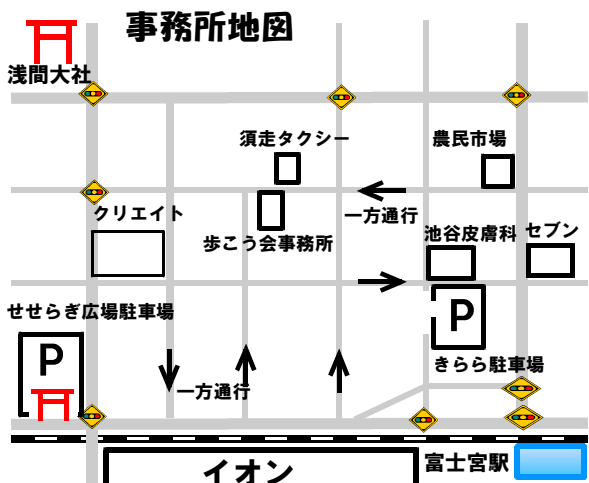 事務所地図
浅間大社
須走タクシー
農民市場
クリエイト
一方通行
歩こう会事務所
池谷皮膚科
セブン
せせらぎ広場駐車場
P
P
きらら駐車場
一方通行
イオン
富士宮駅